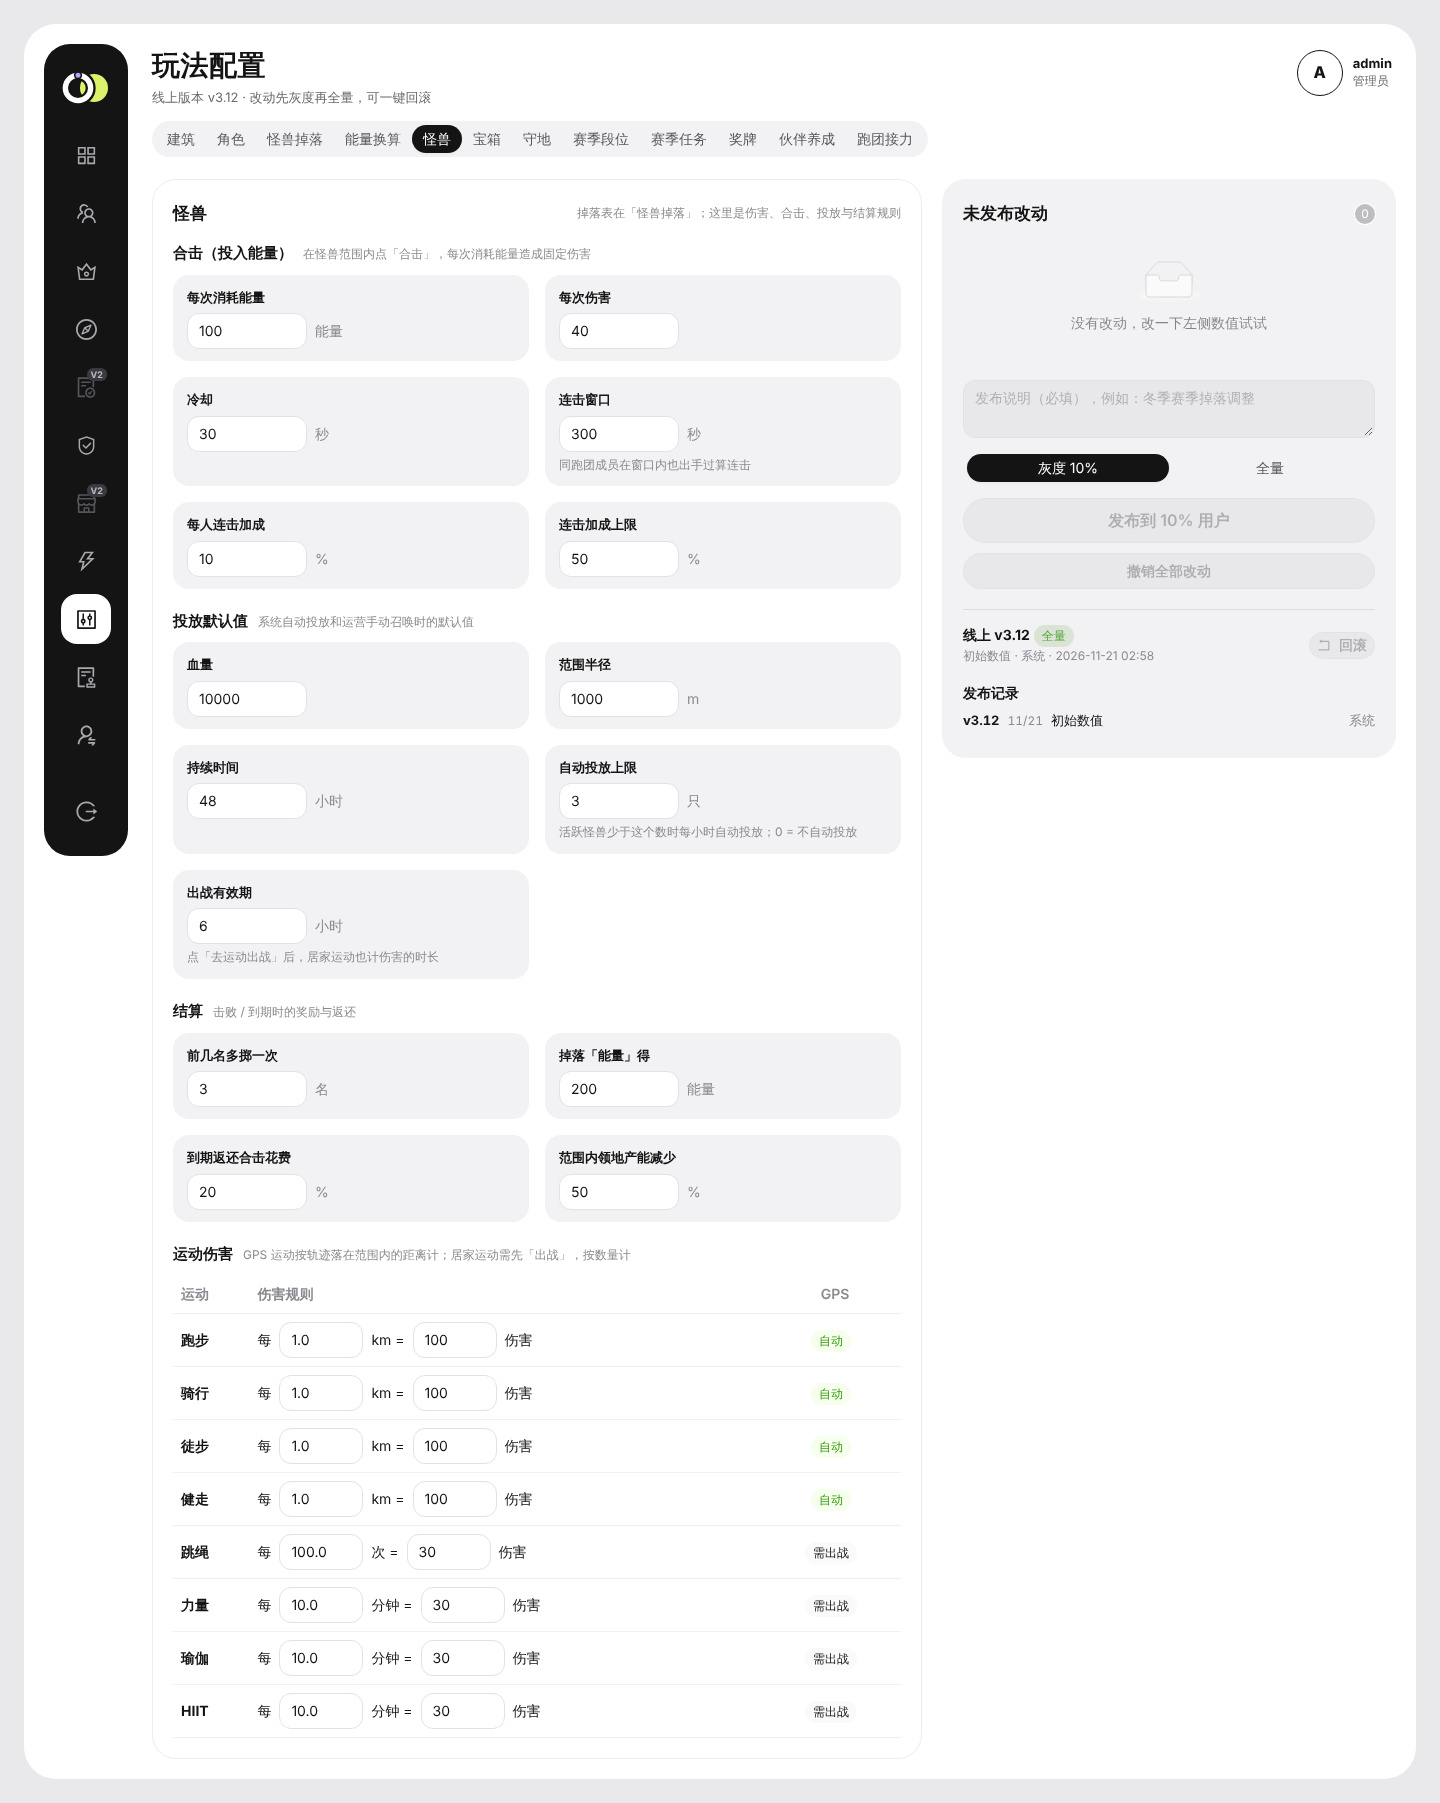 玩法配置
线上版本 v3.12 · 改动先灰度再全量，可一键回滚
A
admin
管理员
建筑 角色 怪兽掉落 能量换算 怪兽 宝箱 守地 赛季段位 赛季任务 奖牌 伙伴养成 跑团接力
V2
V2
怪兽
掉落表在「怪兽掉落」；这里是伤害、合击、投放与结算规则
合击（投入能量） 在怪兽范围内点「合击」，每次消耗能量造成固定伤害
每次消耗能量
100 能量
每次伤害
40
冷却
30 秒
连击窗口
300 秒
同跑团成员在窗口内也出手过算连击
每人连击加成
10 %
连击加成上限
50 %
投放默认值 系统自动投放和运营手动召唤时的默认值
血量
10000
范围半径
1000 m
持续时间
48 小时
自动投放上限
3 只
活跃怪兽少于这个数时每小时自动投放；0 = 不自动投放
出战有效期
6 小时
点「去运动出战」后，居家运动也计伤害的时长
结算 击败 / 到期时的奖励与返还
前几名多掷一次
3 名
掉落「能量」得
200 能量
到期返还合击花费
20 %
范围内领地产能减少
50 %
运动伤害 GPS 运动按轨迹落在范围内的距离计；居家运动需先「出战」，按数量计
运动 伤害规则 GPS
跑步 每 1.0 km = 100 伤害 自动
骑行 每 1.0 km = 100 伤害 自动
徒步 每 1.0 km = 100 伤害 自动
健走 每 1.0 km = 100 伤害 自动
跳绳 每 100.0 次 = 30 伤害 需出战
力量 每 10.0 分钟 = 30 伤害 需出战
瑜伽 每 10.0 分钟 = 30 伤害 需出战
HIIT 每 10.0 分钟 = 30 伤害 需出战
未发布改动 0
没有改动，改一下左侧数值试试
发布说明（必填），例如：冬季赛季掉落调整
灰度 10% 全量
发布到 10% 用户
撤销全部改动
线上 v3.12 全量
初始数值 · 系统 · 2026-11-21 02:58
回滚
发布记录
v3.12 11/21 初始数值 系统